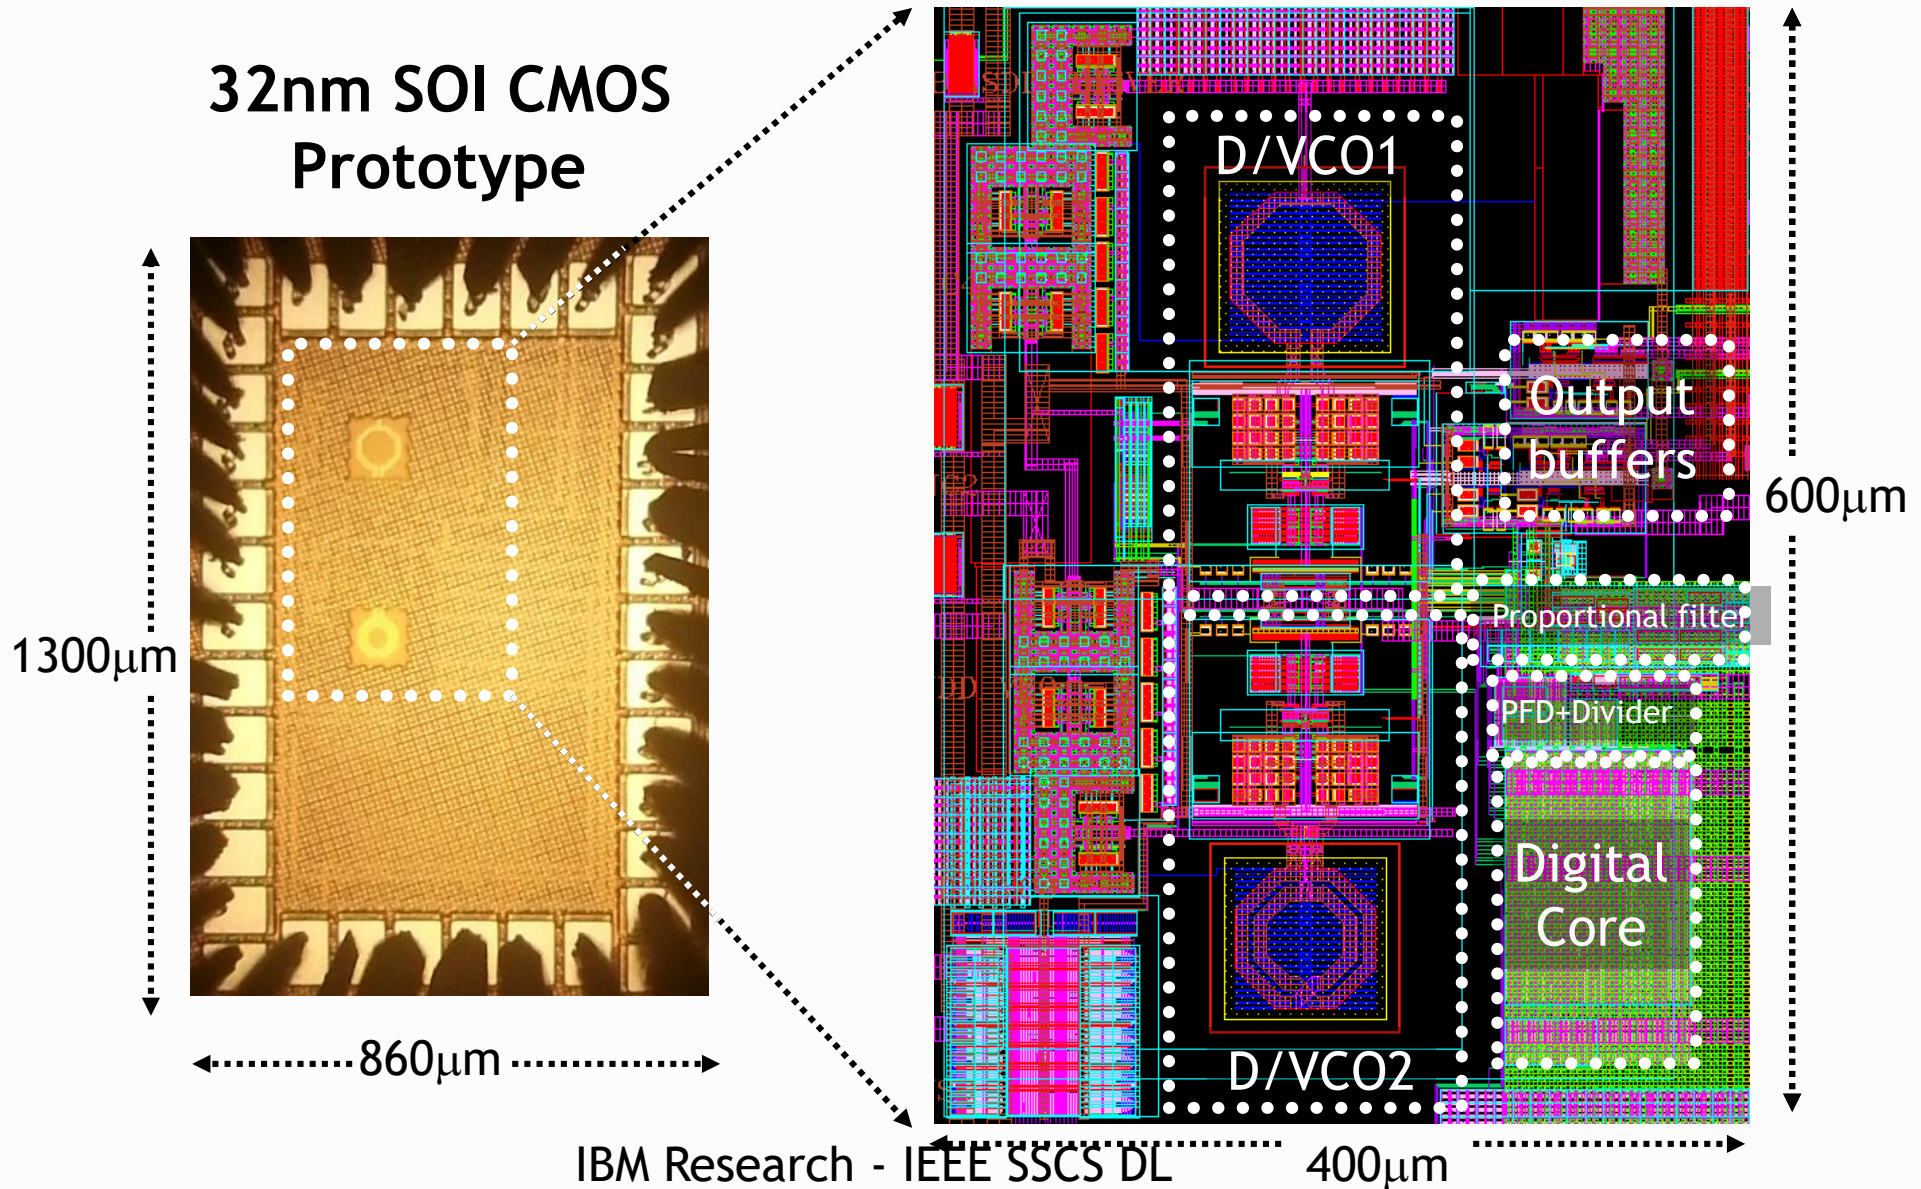 32nm SOI CMOS
Prototype
1300μm
860μm
D/VCO1
Output
buffers
Proportional filter
PFD+Divider
Digital
Core
D/VCO2
600μm
400μm
IBM Research - IEEE SSCS DL